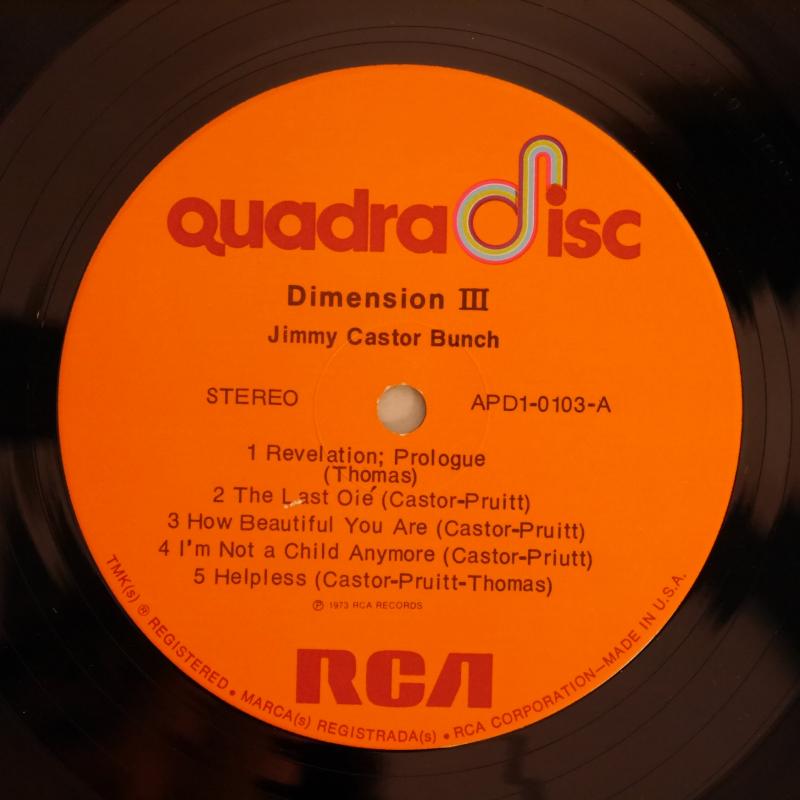 quadradisc
Dimension III
Jimmy Castor Bunch
STEREO
APD1-0103-A
1 Revelation; Prologue
(Thomas)
2 The Last Oié (Castor-Pruitt)
3 How Beautiful You Are (Castor-Pruitt)
4 I'm Not a Child Anymore (Castor-Priutt)
5 Helpless (Castor-Pruitt-Thomas)
℗ 1973 RCA RECORDS
RCA
TMK(s) ® REGISTERED • MARCA(s) REGISTRADA(s) • RCA CORPORATION—MADE IN U.S.A.